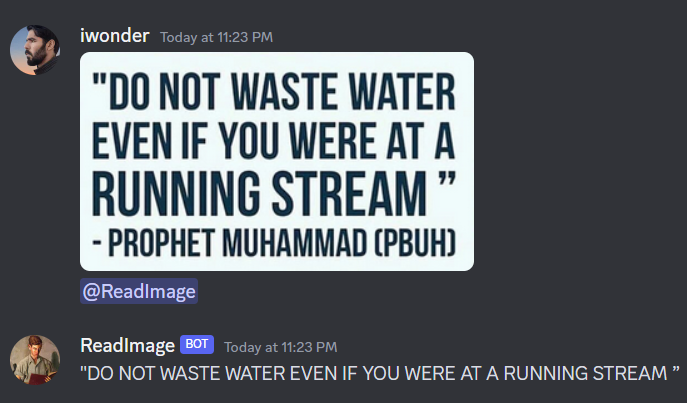 iwonder Today at 11:23 PM
"DO NOT WASTE WATER
EVEN IF YOU WERE AT A
RUNNING STREAM ”
- PROPHET MUHAMMAD (PBUH)
@ReadImage
ReadImage BOT Today at 11:23 PM
"DO NOT WASTE WATER EVEN IF YOU WERE AT A RUNNING STREAM ”